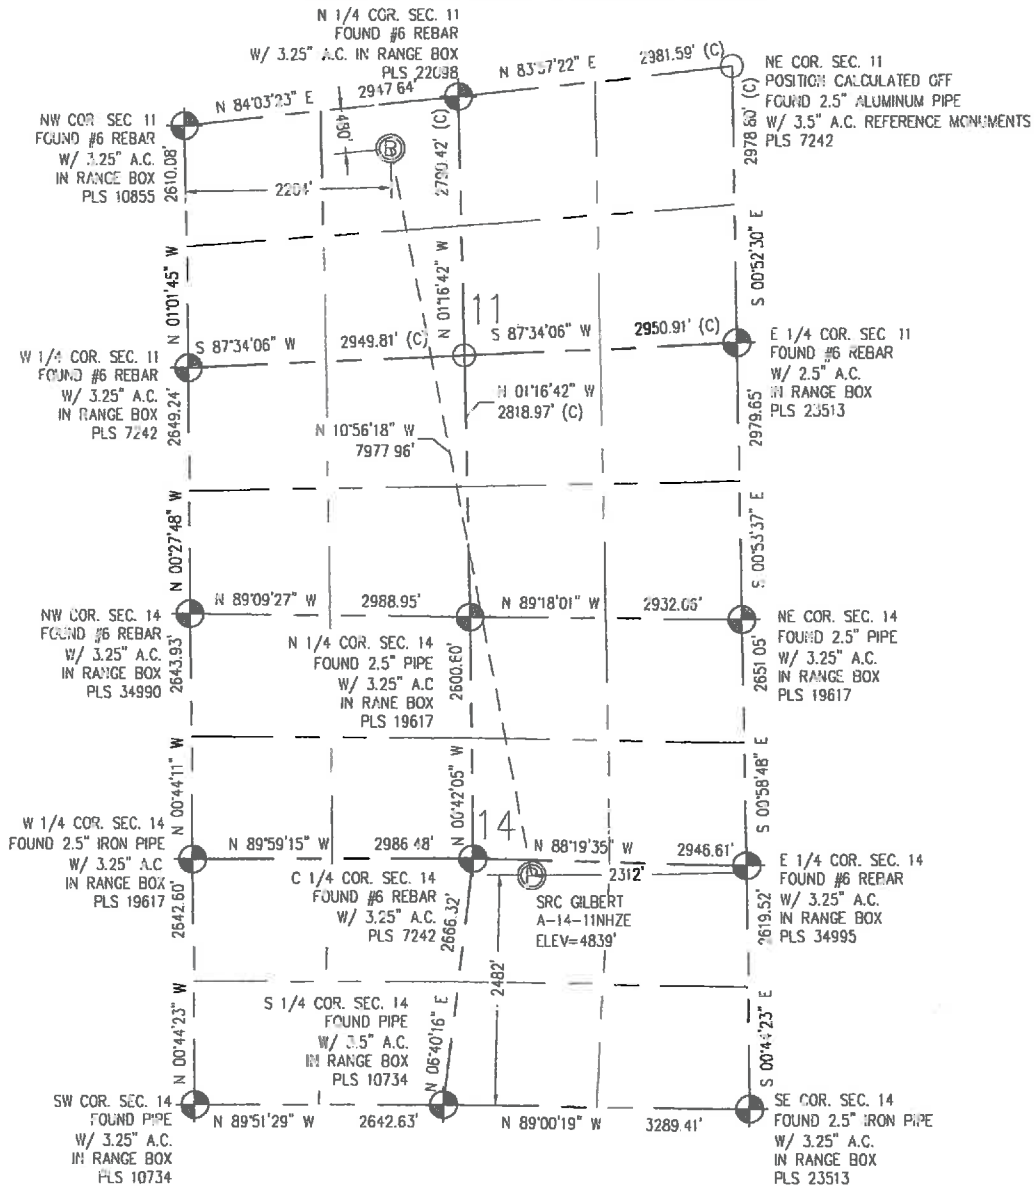 N 1/4 COR. SEC. 11
FOUND #6 REBAR
W/ 3.25" A.C. IN RANGE BOX
PLS 22098
N 84°03'23" E
2947.64'
N 83°57'22" E
2981.59' (C)
NE COR. SEC. 11
POSITION CALCULATED OFF
FOUND 2.5" ALUMINUM PIPE
W/ 3.5" A.C. REFERENCE MONUMENTS
PLS 7242
NW COR SEC 11
FOUND #6 REBAR
W/ 3.25" A.C.
IN RANGE BOX
PLS 10855
2610.08'
480'
B
2204'
2790.42' (C)
2978.80' (C)
N 01°01'45" W
N 01°16'42" W
S 00°52'30" E
11
W 1/4 COR. SEC. 11
FOUND #6 REBAR
W/ 3.25" A.C.
IN RANGE BOX
PLS 7242
S 87°34'06" W
2949.81' (C)
S 87°34'06" W
2950.91' (C)
E 1/4 COR. SEC. 11
FOUND #6 REBAR
W/ 2.5" A.C.
IN RANGE BOX
PLS 23513
N 01°16'42" W
2818.97' (C)
N 10°56'18" W
7977.96'
2649.24'
2979.65'
N 00°27'48" W
S 00°53'37" E
NW COR. SEC. 14
FOUND #6 REBAR
W/ 3.25" A.C.
IN RANGE BOX
PLS 34990
N 89°09'27" W
2988.95'
N 89°18'01" W
2932.06'
NE COR. SEC. 14
FOUND 2.5" PIPE
W/ 3.25" A.C.
IN RANGE BOX
PLS 19617
N 1/4 COR. SEC. 14
FOUND 2.5" PIPE
W/ 3.25" A.C
IN RANE BOX
PLS 19617
2643.93'
2600.60'
2651.05'
N 00°44'11" W
N 00°42'05" W
S 00°58'48" E
14
W 1/4 COR. SEC. 14
FOUND 2.5" IRON PIPE
W/ 3.25" A.C
IN RANGE BOX
PLS 19617
N 89°59'15" W
2986.48'
N 88°19'35" W
2946.61'
E 1/4 COR. SEC. 14
FOUND #6 REBAR
W/ 3.25" A.C.
IN RANGE BOX
PLS 34995
C 1/4 COR. SEC. 14
FOUND #6 REBAR
W/ 3.25" A.C.
PLS 7242
P
2312'
SRC GILBERT
A-14-11NHZE
ELEV=4839'
2642.60'
2666.32'
2482'
2619.52'
N 00°44'23" W
N 06°40'16" E
S 00°44'23" E
S 1/4 COR. SEC. 14
FOUND PIPE
W/ 3.5" A.C.
IN RANGE BOX
PLS 10734
SW COR. SEC. 14
FOUND PIPE
W/ 3.25" A.C.
IN RANGE BOX
PLS 10734
N 89°51'29" W
2642.63'
N 89°00'19" W
3289.41'
SE COR. SEC. 14
FOUND 2.5" IRON PIPE
W/ 3.25" A.C.
IN RANGE BOX
PLS 23513